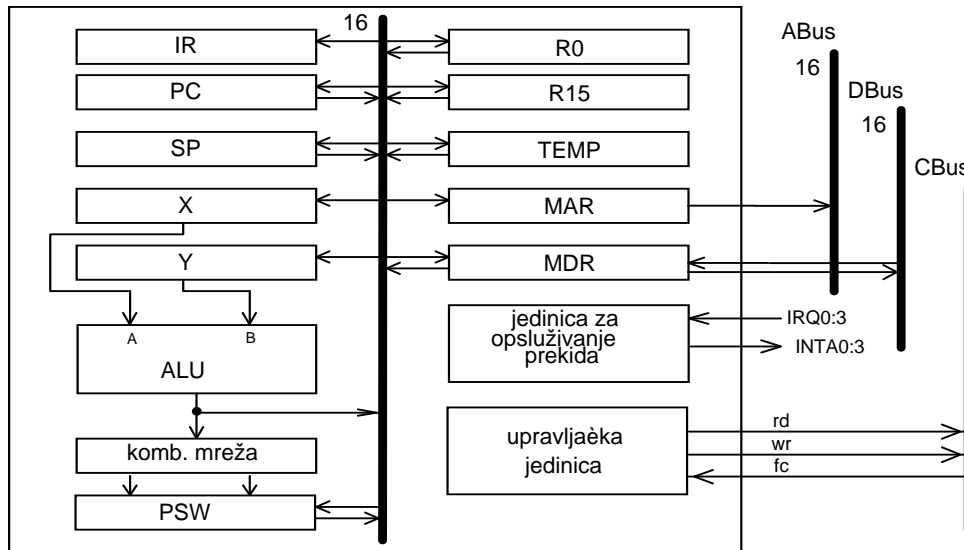 16
IR
R0
PC
R15
SP
TEMP
X
MAR
Y
MDR
A
B
ALU
jedinica za
opsluživanje
prekida
komb. mreža
PSW
upravljaèka
jedinica
ABus
16
DBus
16
CBus
IRQ0:3
INTA0:3
rd
wr
fc